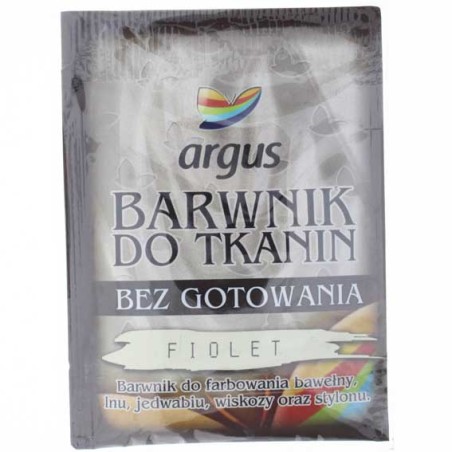 argus
BARWNIK
DO TKANIN
BEZ GOTOWANIA
FIOLET
Barwnik do farbowania bawełny,
lnu, jedwabiu, wiskozy oraz stylonu.